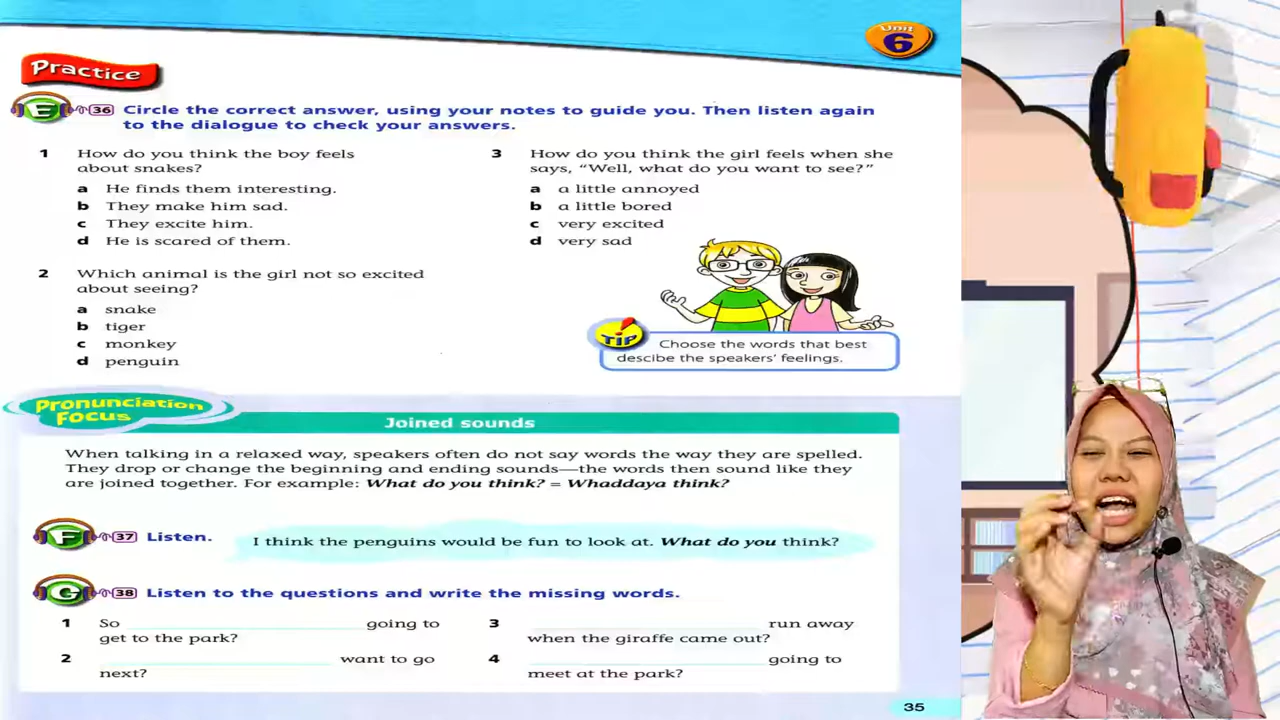 Unit
6
Practice
E 36 Circle the correct answer, using your notes to guide you. Then listen again
to the dialogue to check your answers.
1 How do you think the boy feels
about snakes?
a He finds them interesting.
b They make him sad.
c They excite him.
d He is scared of them.
2 Which animal is the girl not so excited
about seeing?
a snake
b tiger
c monkey
d penguin
3 How do you think the girl feels when she
says, “Well, what do you want to see?”
a a little annoyed
b a little bored
c very excited
d very sad
TIP
Choose the words that best
descibe the speakers’ feelings.
Pronunciation
Focus
Joined sounds
When talking in a relaxed way, speakers often do not say words the way they are spelled.
They drop or change the beginning and ending sounds—the words then sound like they
are joined together. For example: What do you think? = Whaddaya think?
F 37 Listen.
I think the penguins would be fun to look at. What do you think?
G 38 Listen to the questions and write the missing words.
1 So going to
get to the park?
2 want to go
next?
3 run away
when the giraffe came out?
4 going to
meet at the park?
35